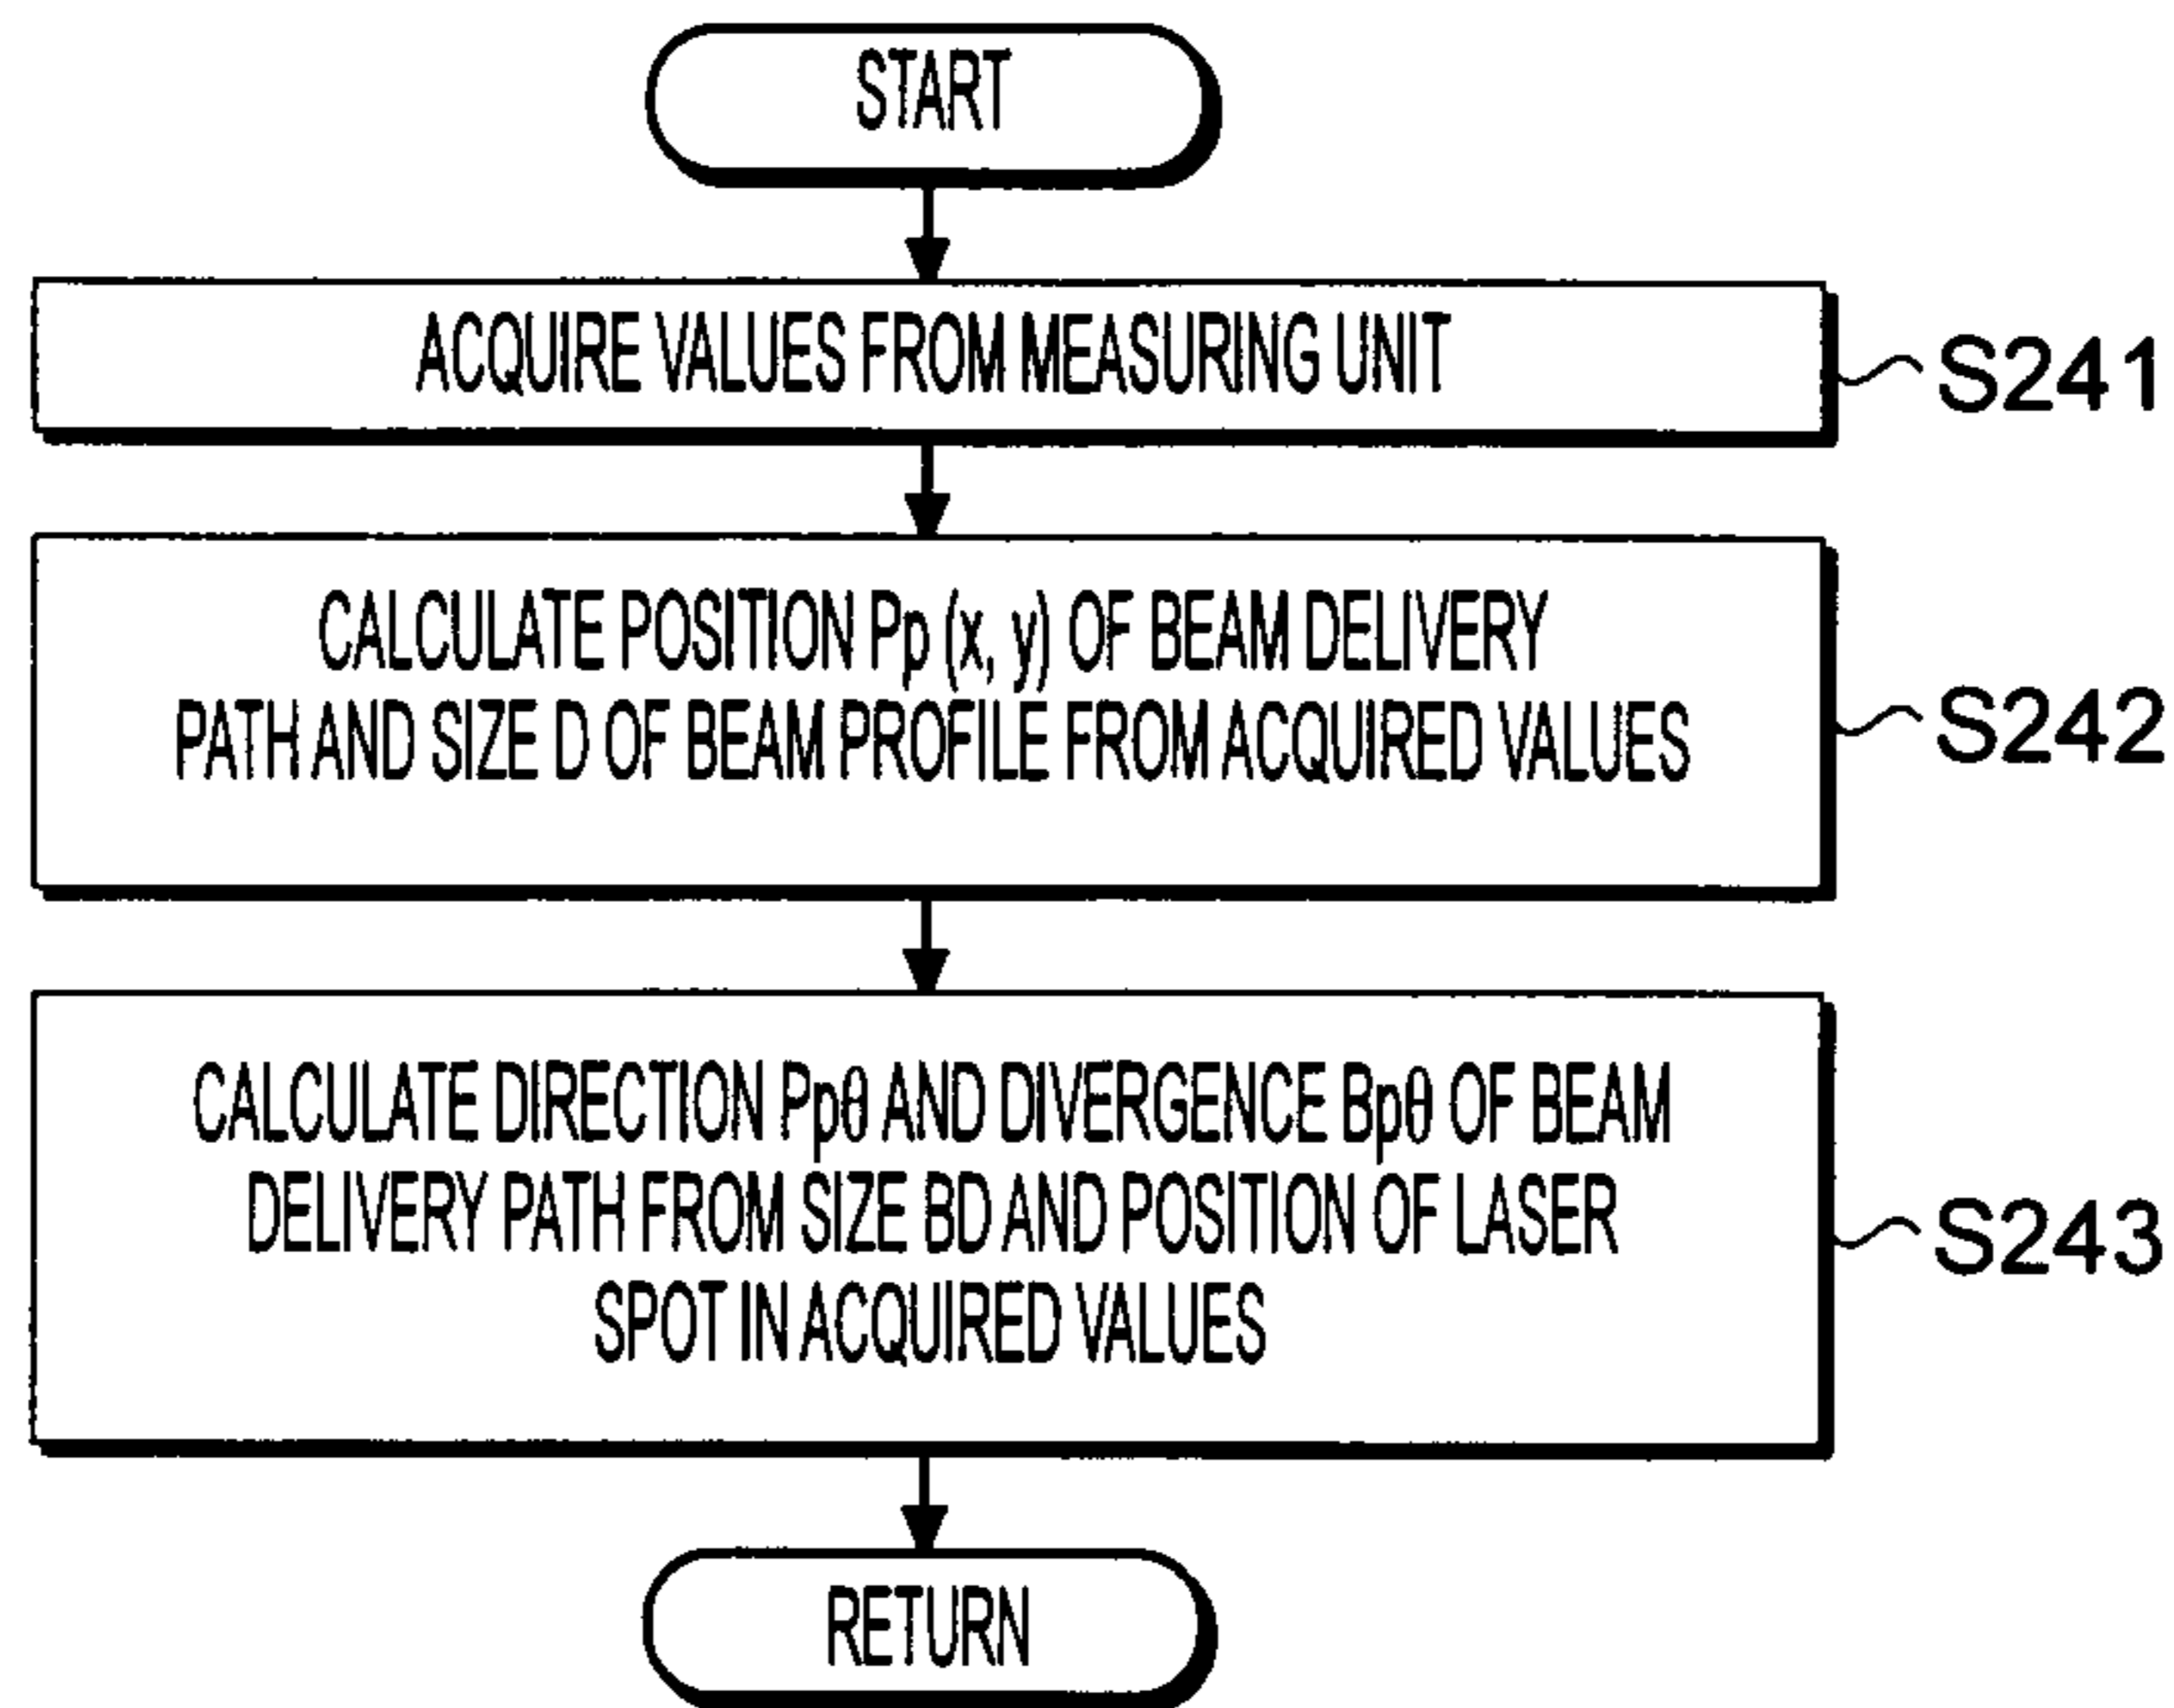 START
ACQUIRE VALUES FROM MEASURING UNIT
S241
CALCULATE POSITION Pp (x, y) OF BEAM DELIVERY
PATH AND SIZE D OF BEAM PROFILE FROM ACQUIRED VALUES
S242
CALCULATE DIRECTION Ppθ AND DIVERGENCE Bpθ OF BEAM
DELIVERY PATH FROM SIZE BD AND POSITION OF LASER
SPOT IN ACQUIRED VALUES
S243
RETURN